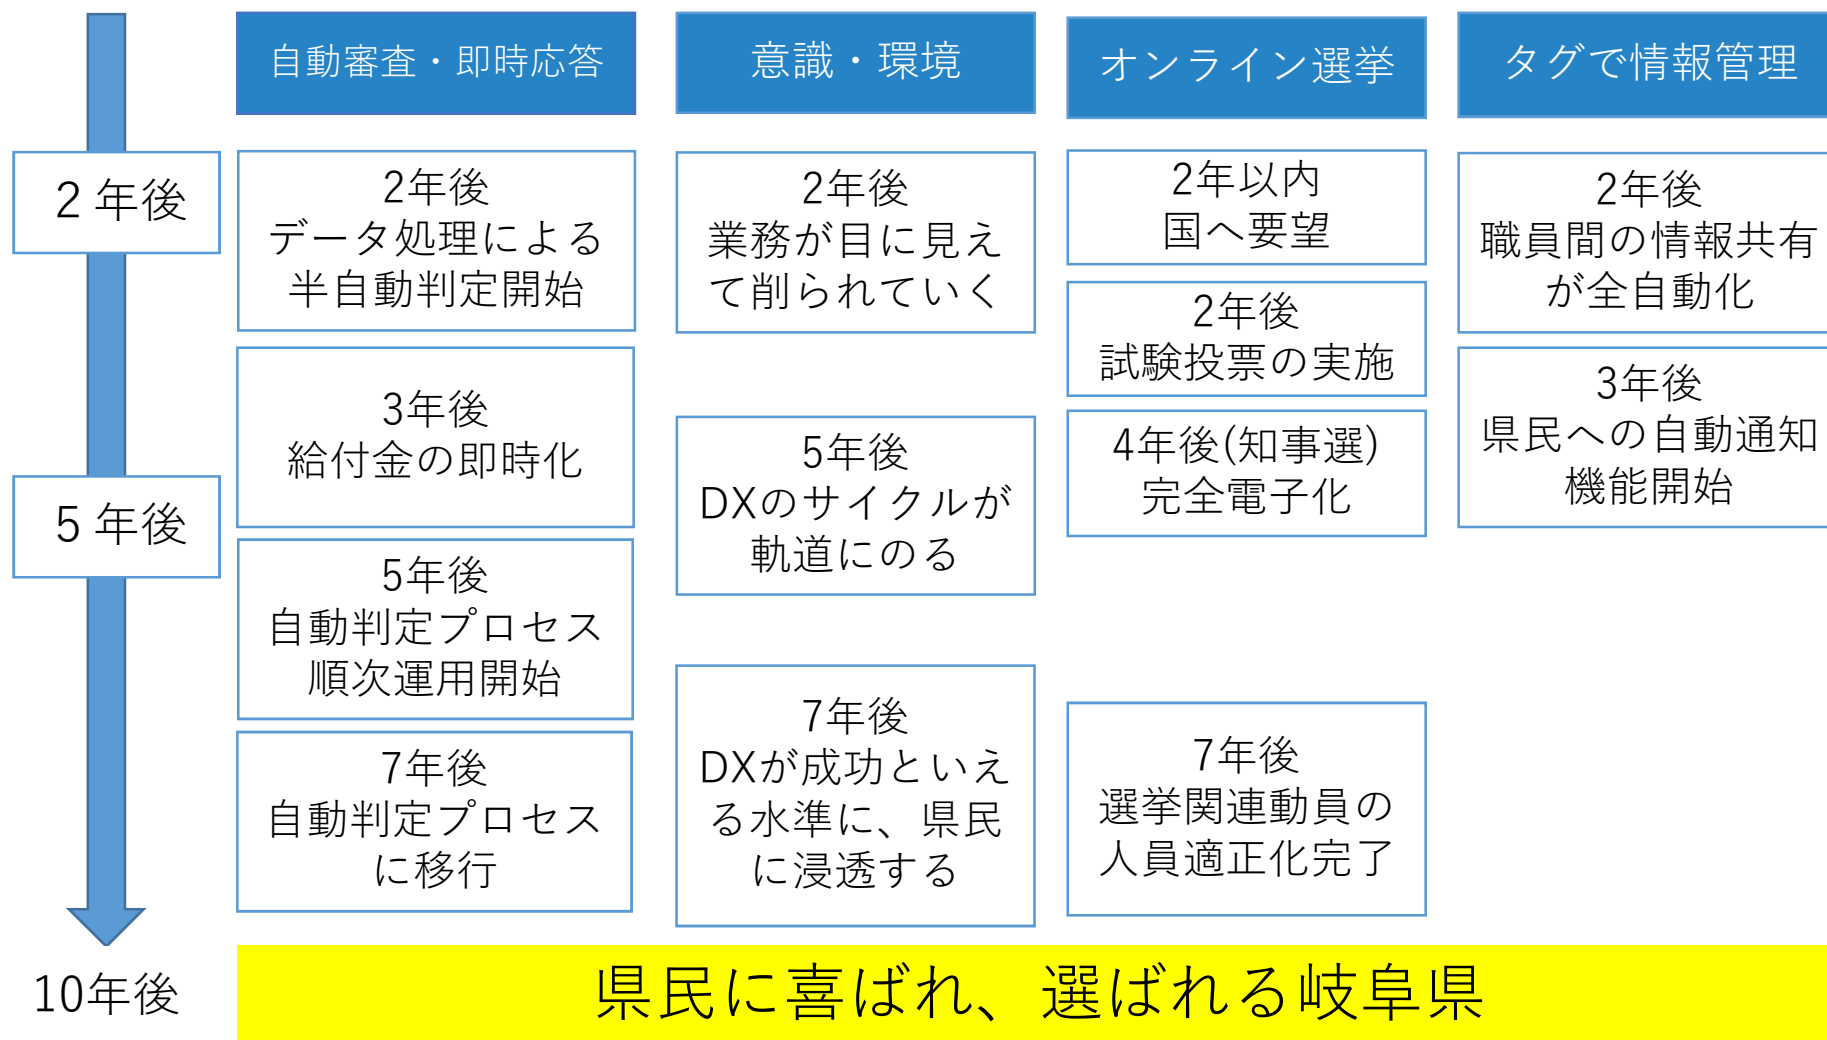 自動審査・即時応答
意識・環境
オンライン選挙
タグで情報管理
2年後
5年後
10年後
2年後
データ処理による
半自動判定開始
3年後
給付金の即時化
5年後
自動判定プロセス
順次運用開始
7年後
自動判定プロセス
に移行
2年後
業務が目に見え
て削られていく
5年後
DXのサイクルが
軌道にのる
7年後
DXが成功といえ
る水準に、県民
に浸透する
2年以内
国へ要望
2年後
試験投票の実施
4年後(知事選)
完全電子化
7年後
選挙関連動員の
人員適正化完了
2年後
職員間の情報共有
が全自動化
3年後
県民への自動通知
機能開始
県民に喜ばれ、選ばれる岐阜県